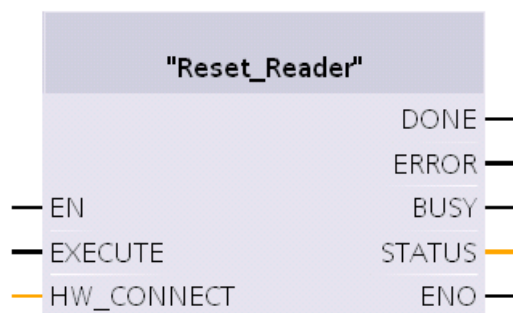 "Reset_Reader"
DONE
ERROR
EN BUSY
EXECUTE STATUS
HW_CONNECT ENO